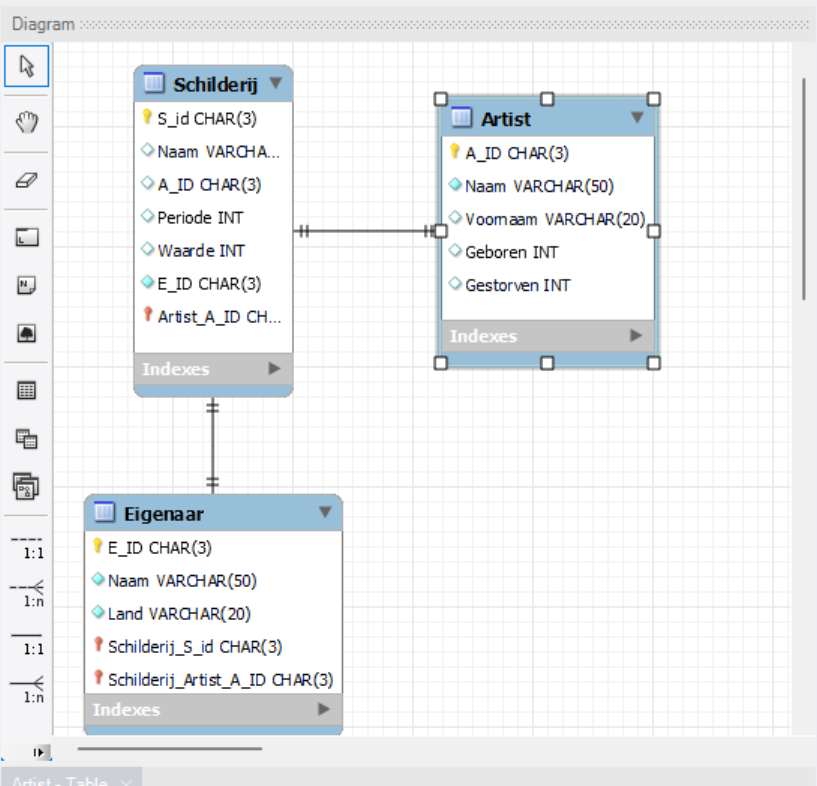 Diagram
Schilderij
S_id CHAR(3)
Naam VARCHA...
A_ID CHAR(3)
Periode INT
Waarde INT
E_ID CHAR(3)
Artist_A_ID CH...
Indexes
Artist
A_ID CHAR(3)
Naam VARCHAR(50)
Voornaam VARCHAR(20)
Geboren INT
Gestorven INT
Indexes
Eigenaar
E_ID CHAR(3)
Naam VARCHAR(50)
Land VARCHAR(20)
Schilderij_S_id CHAR(3)
Schilderij_Artist_A_ID CHAR(3)
Indexes
1:1
1:n
1:1
1:n
Artist - Table